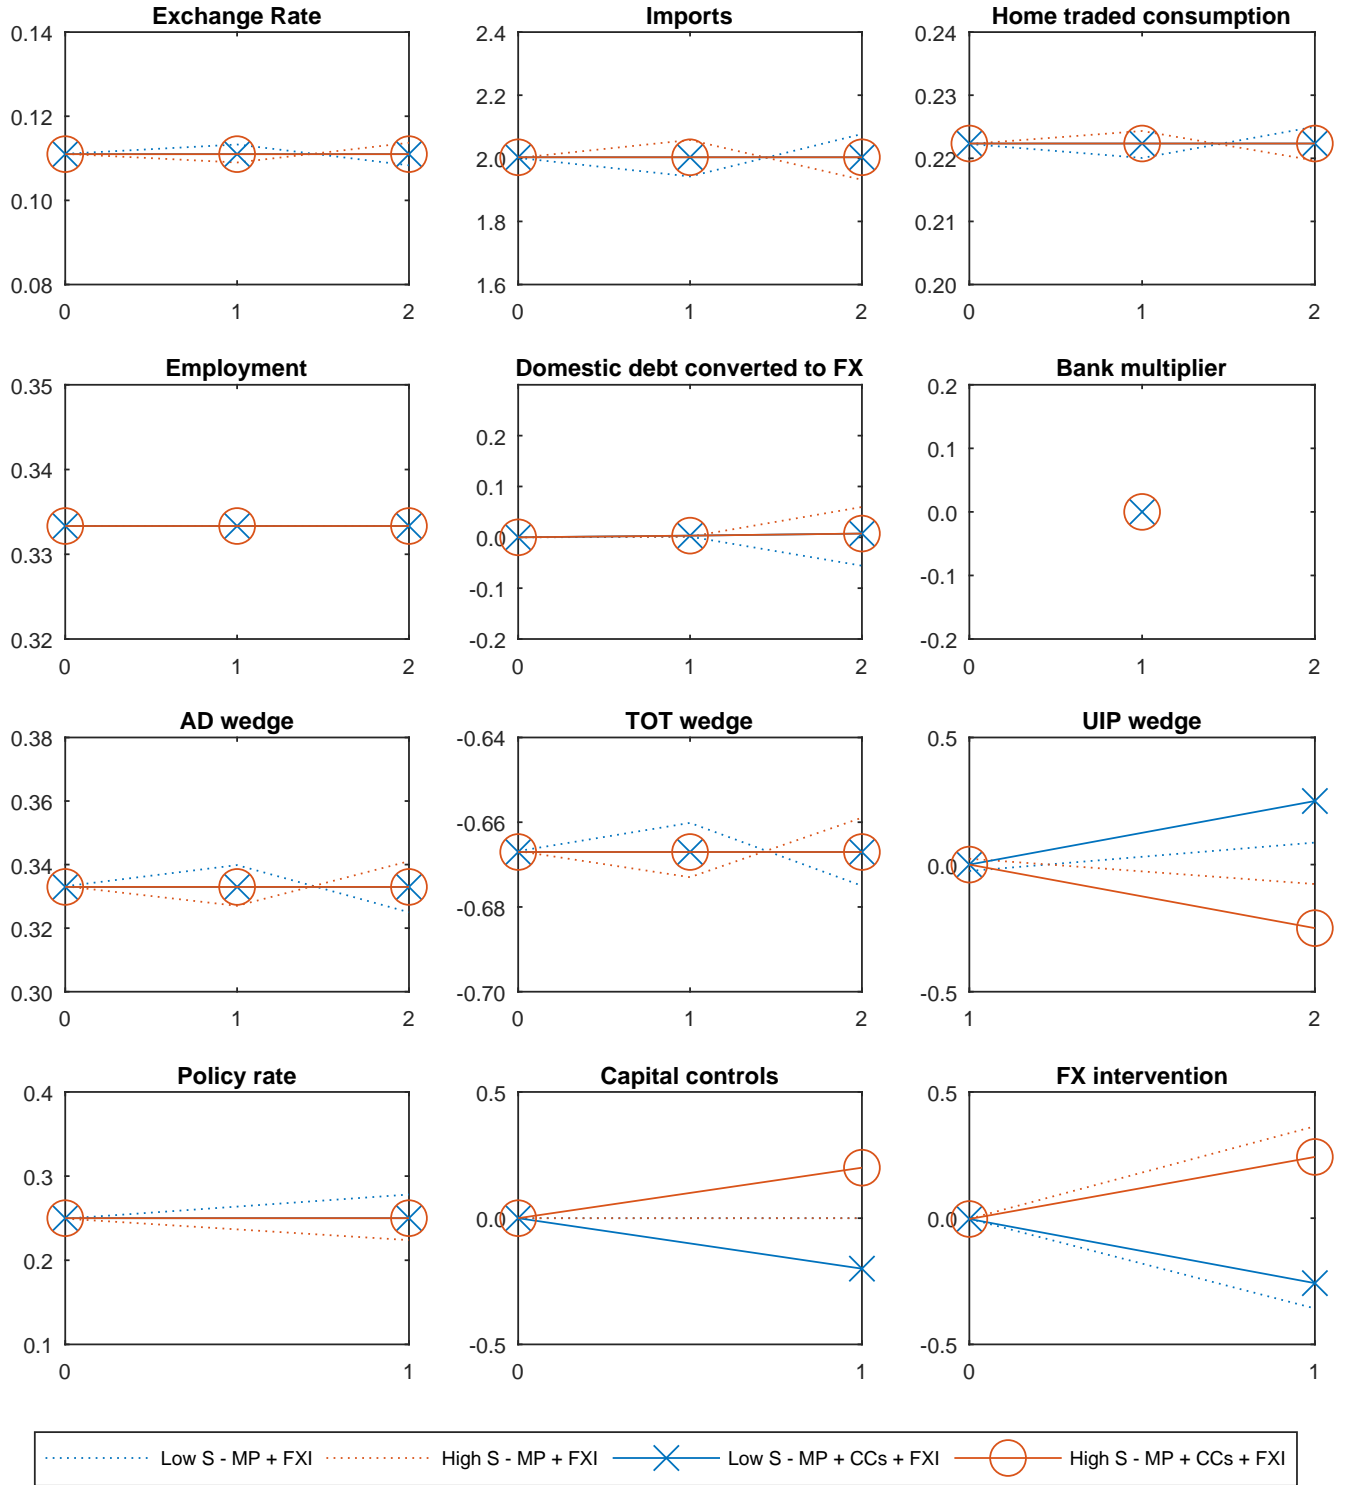 Exchange Rate
0.14
0.12
0.10
0.08
0 1 2
Imports
2.4
2.2
2.0
1.8
1.6
0 1 2
Home traded consumption
0.24
0.23
0.22
0.21
0.20
0 1 2
Employment
0.35
0.34
0.33
0.32
0 1 2
Domestic debt converted to FX
0.2
0.1
0.0
-0.1
-0.2
0 1 2
Bank multiplier
0.2
0.1
0.0
-0.1
-0.2
0 1 2
AD wedge
0.38
0.36
0.34
0.32
0.30
0 1 2
TOT wedge
-0.64
-0.66
-0.68
-0.70
0 1 2
UIP wedge
0.5
0.0
-0.5
1 2
Policy rate
0.4
0.3
0.2
0.1
0 1
Capital controls
0.5
0.0
-0.5
0 1
FX intervention
0.5
0.0
-0.5
0 1
Low S - MP + FXI High S - MP + FXI Low S - MP + CCs + FXI High S - MP + CCs + FXI